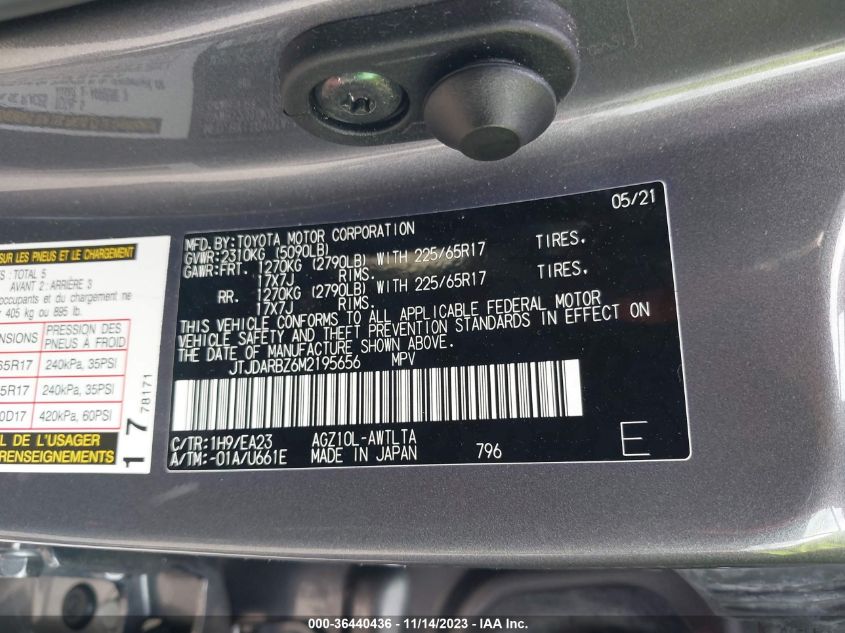 SUR LES PNEUS ET LE CHARGEMENT
: TOTAL 5
AVANT 2 : ARRIÈRE 3
occupants et du chargement ne
405 kg ou 895 lb.
PRESSION DES
PNEUS À FROID
65R17 240kPa, 35PSI
5R17 240kPa, 35PSI
0D17 420kPa, 60PSI
L DE L'USAGER
RENSEIGNEMENTS
17 78171
05/21
MFD.BY:TOYOTA MOTOR CORPORATION
GVWR:2310KG (5090LB)
GAWR:FRT. 1270KG (2790LB) WITH 225/65R17 TIRES.
17X7J RIMS.
RR. 1270KG (2790LB) WITH 225/65R17 TIRES.
17X7J RIMS.
THIS VEHICLE CONFORMS TO ALL APPLICABLE FEDERAL MOTOR
VEHICLE SAFETY AND THEFT PREVENTION STANDARDS IN EFFECT ON
THE DATE OF MANUFACTURE SHOWN ABOVE.
JTJDARBZ6M2195656 MPV
C/TR:1H9/EA23 AGZ10L-AWTLTA
A/TM:-01A/U661E MADE IN JAPAN 796 E
000-36440436 - 11/14/2023 - IAA Inc.